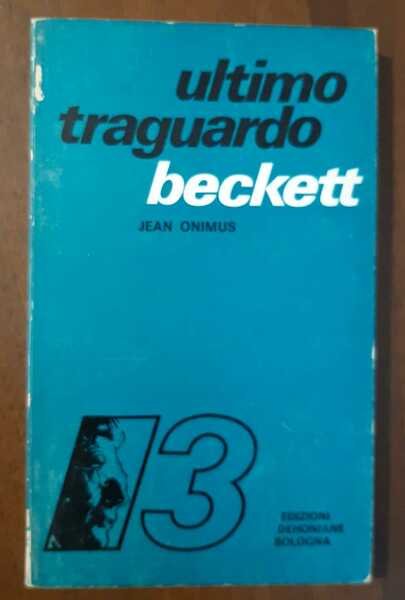 ultimo
traguardo
beckett
JEAN ONIMUS
13
EDIZIONI
DEHONIANE
BOLOGNA